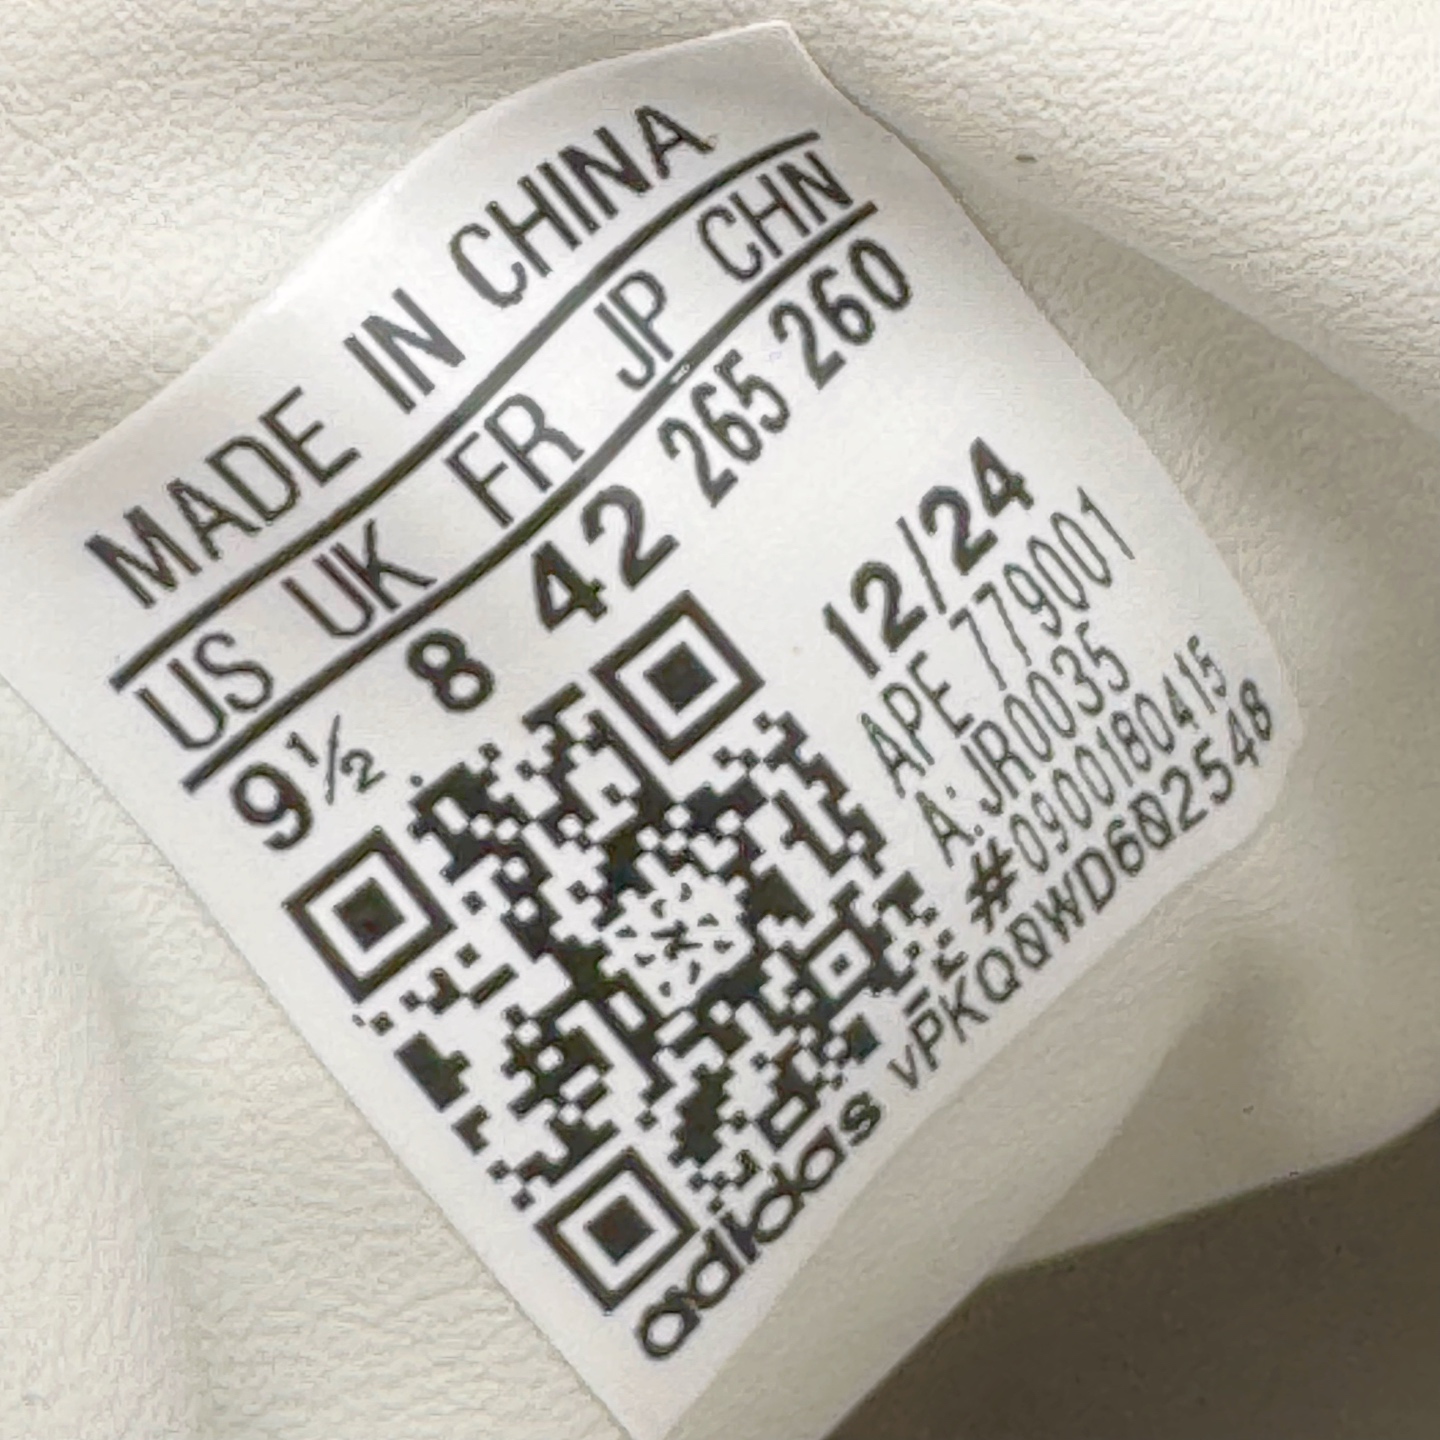 MADE IN CHINA
US UK FR JP CHN
9½ 8 42 265 260
12/24
APE 779001
A:JR0035
#0900180415
vPKQ0WD6Q2548
adidas